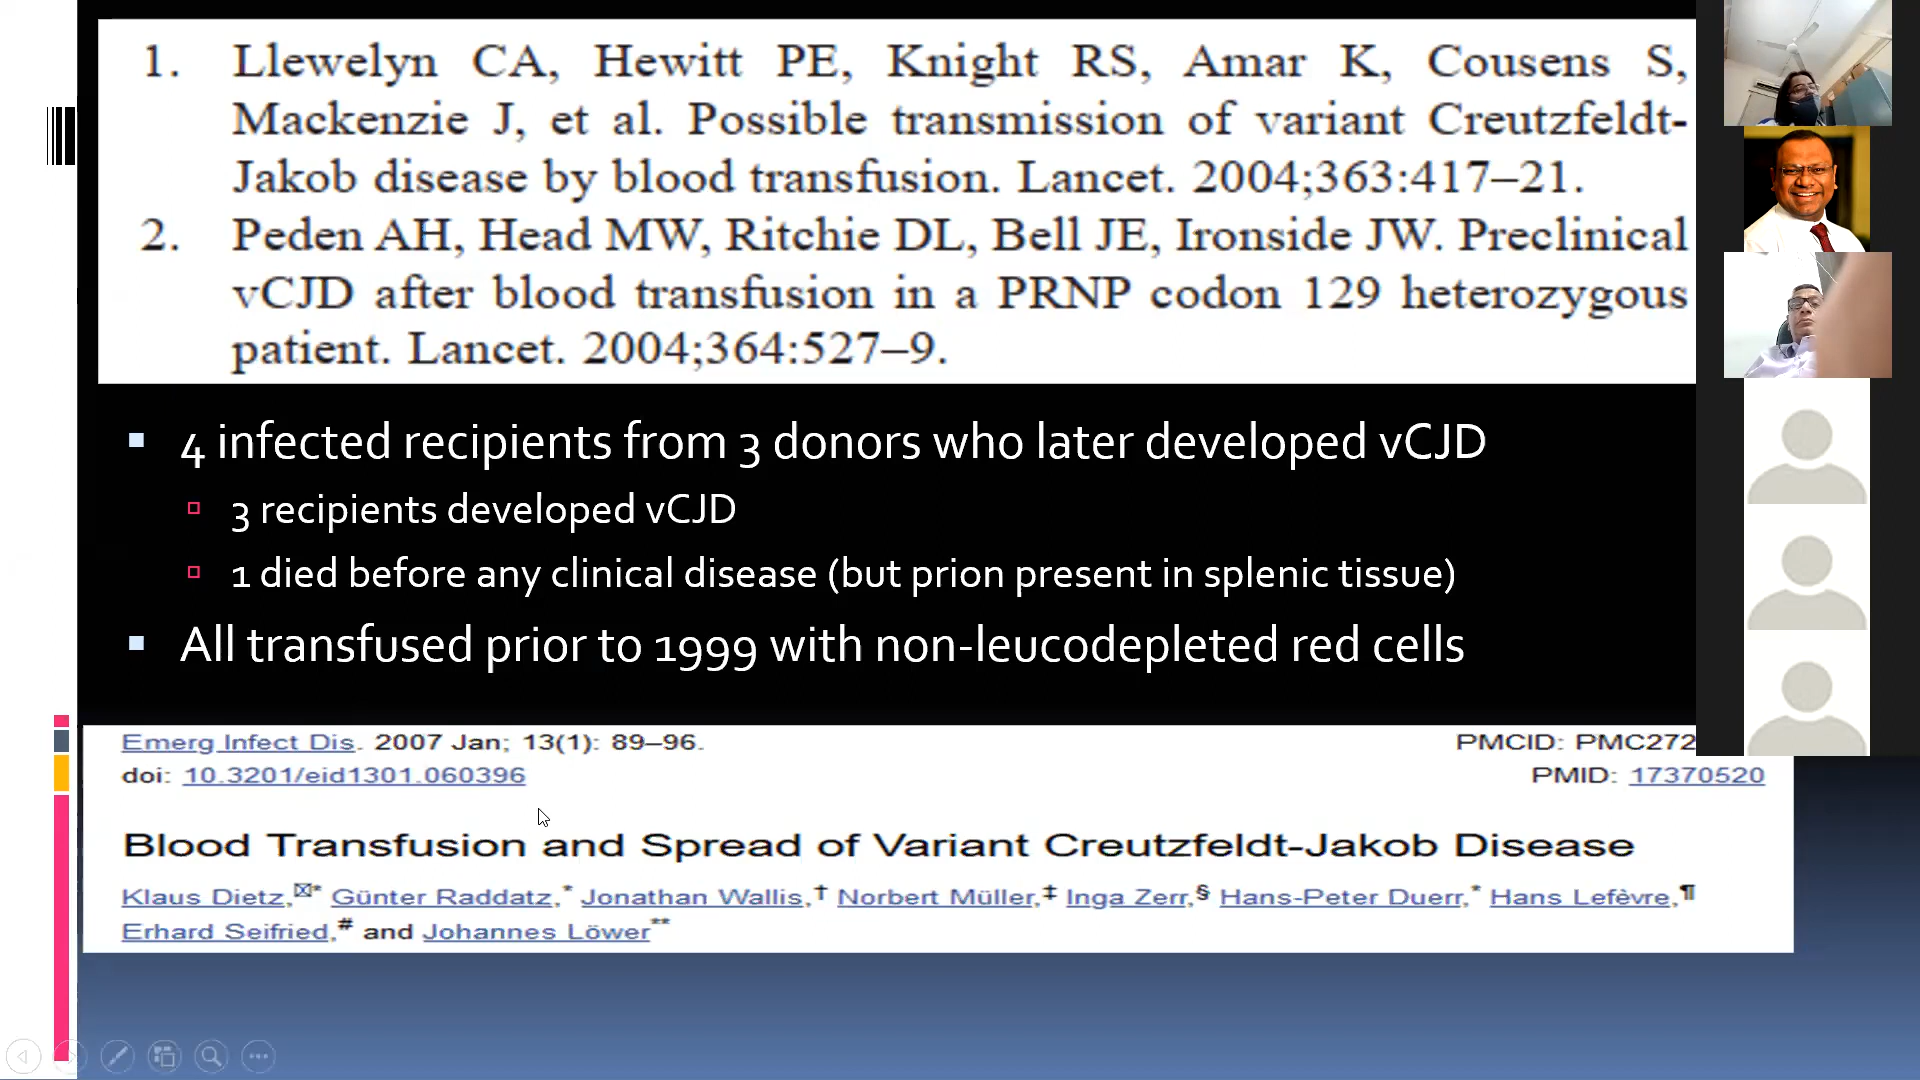 1. Llewelyn CA, Hewitt PE, Knight RS, Amar K, Cousens S,
Mackenzie J, et al. Possible transmission of variant Creutzfeldt-
Jakob disease by blood transfusion. Lancet. 2004;363:417–21.
2. Peden AH, Head MW, Ritchie DL, Bell JE, Ironside JW. Preclinical
vCJD after blood transfusion in a PRNP codon 129 heterozygous
patient. Lancet. 2004;364:527–9.
4 infected recipients from 3 donors who later developed vCJD
3 recipients developed vCJD
1 died before any clinical disease (but prion present in splenic tissue)
All transfused prior to 1999 with non-leucodepleted red cells
Emerg Infect Dis. 2007 Jan; 13(1): 89–96. PMCID: PMC272
doi: 10.3201/eid1301.060396 PMID: 17370520
Blood Transfusion and Spread of Variant Creutzfeldt-Jakob Disease
Klaus Dietz,✉* Günter Raddatz,* Jonathan Wallis,† Norbert Müller,‡ Inga Zerr,§ Hans-Peter Duerr,* Hans Lefèvre,¶
Erhard Seifried,# and Johannes Löwer**